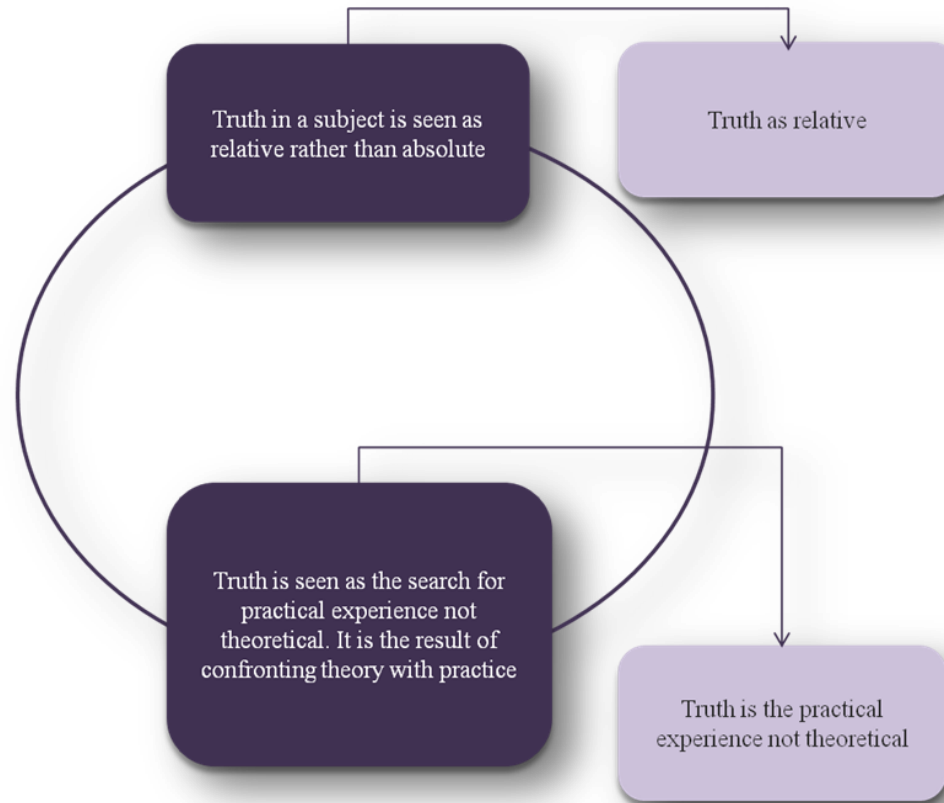 Truth in a subject is seen as
relative rather than absolute
Truth as relative
Truth is seen as the search for
practical experience not
theoretical. It is the result of
confronting theory with practice
Truth is the practical
experience not theoretical